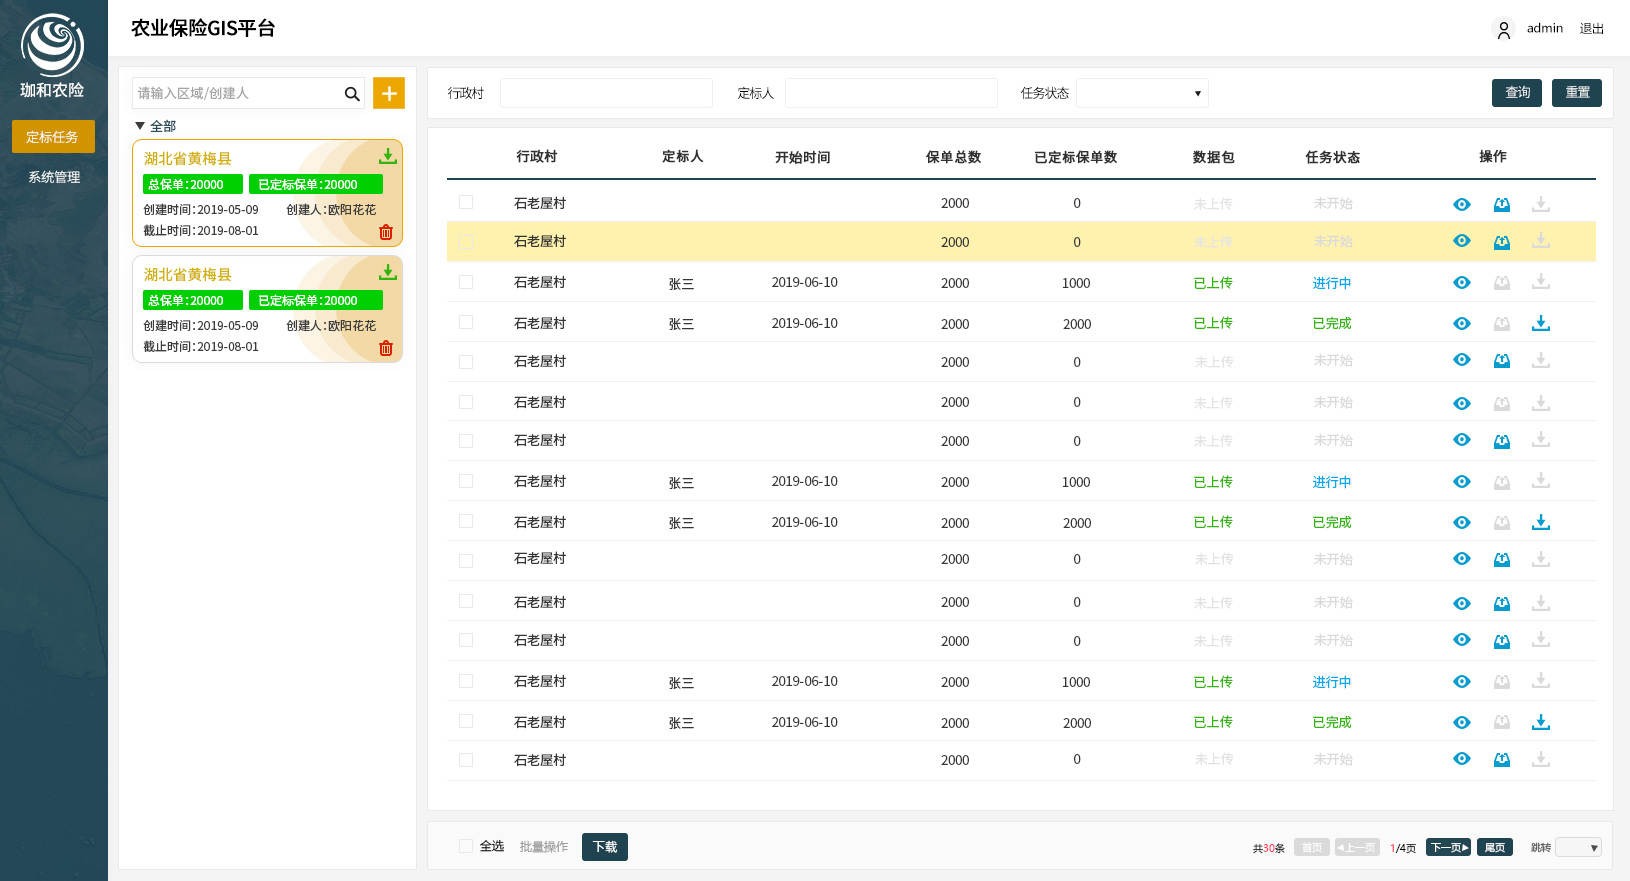 农业保险GIS平台
admin 退出
珈和农险
定标任务
系统管理
请输入区域/创建人
全部
湖北省黄梅县
总保单:20000 已定标保单:20000
创建时间:2019-05-09 创建人:欧阳花花
截止时间:2019-08-01
湖北省黄梅县
总保单:20000 已定标保单:20000
创建时间:2019-05-09 创建人:欧阳花花
截止时间:2019-08-01
行政村 定标人 任务状态 查询 重置
行政村 定标人 开始时间 保单总数 已定标保单数 数据包 任务状态 操作
石老屋村 2000 0 未上传 未开始
石老屋村 2000 0 未上传 未开始
石老屋村 张三 2019-06-10 2000 1000 已上传 进行中
石老屋村 张三 2019-06-10 2000 2000 已上传 已完成
石老屋村 2000 0 未上传 未开始
石老屋村 2000 0 未上传 未开始
石老屋村 2000 0 未上传 未开始
石老屋村 张三 2019-06-10 2000 1000 已上传 进行中
石老屋村 张三 2019-06-10 2000 2000 已上传 已完成
石老屋村 2000 0 未上传 未开始
石老屋村 2000 0 未上传 未开始
石老屋村 2000 0 未上传 未开始
石老屋村 张三 2019-06-10 2000 1000 已上传 进行中
石老屋村 张三 2019-06-10 2000 2000 已上传 已完成
石老屋村 2000 0 未上传 未开始
全选 批量操作 下载 共30条 首页 上一页 1/4页 下一页 尾页 跳转